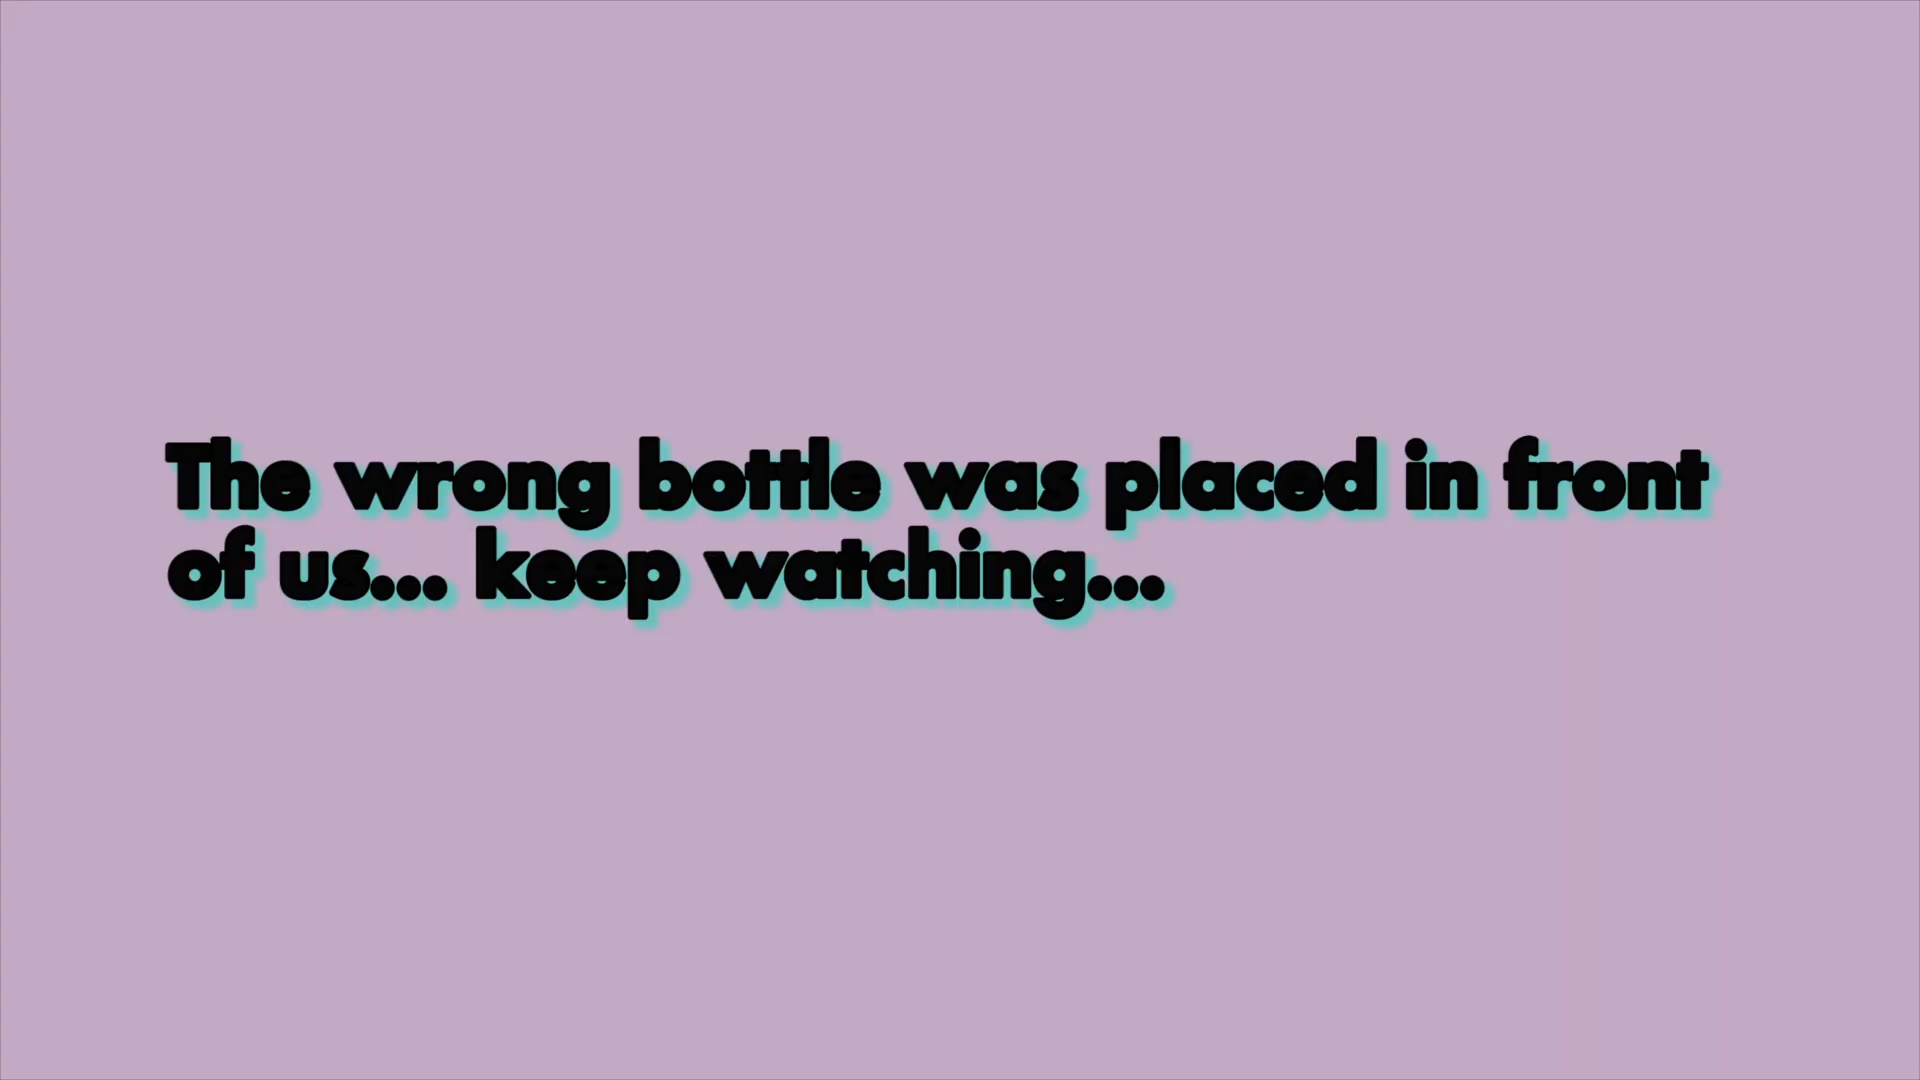 The wrong bottle was placed in front
of us... keep watching...